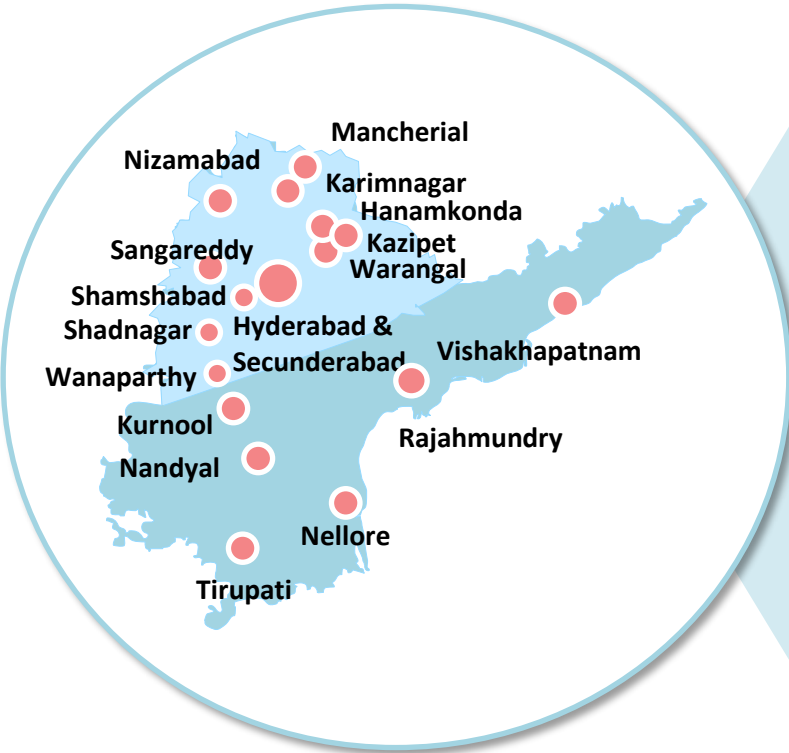 Mancherial
Nizamabad
Karimnagar
Hanamkonda
Kazipet
Sangareddy
Warangal
Shamshabad
Shadnagar
Hyderabad &
Secunderabad
Vishakhapatnam
Wanaparthy
Kurnool
Rajahmundry
Nandyal
Nellore
Tirupati